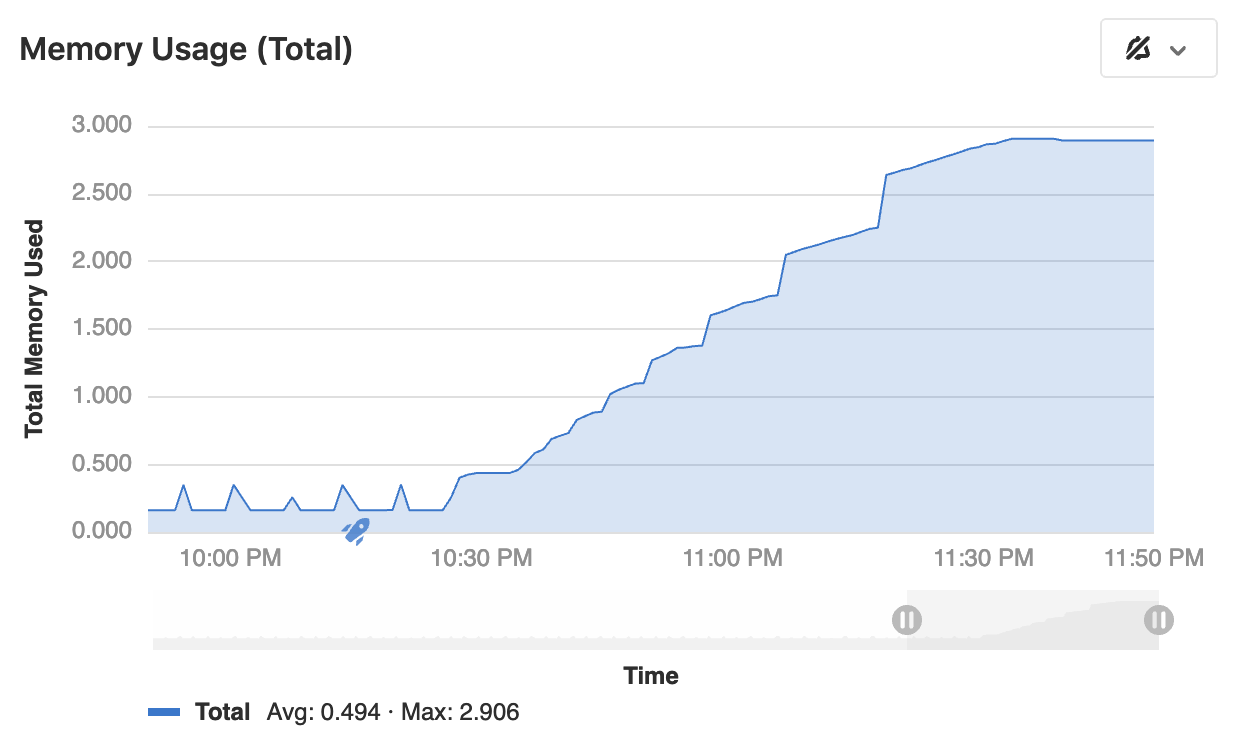 Memory Usage (Total)
3.000
2.500
2.000
1.500
1.000
0.500
0.000
Total Memory Used
10:00 PM 10:30 PM 11:00 PM 11:30 PM 11:50 PM
Time
Total Avg: 0.494 · Max: 2.906